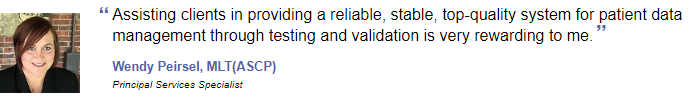 “ Assisting clients in providing a reliable, stable, top-quality system for patient data
management through testing and validation is very rewarding to me. ”
Wendy Peirsel, MLT(ASCP)
Principal Services Specialist